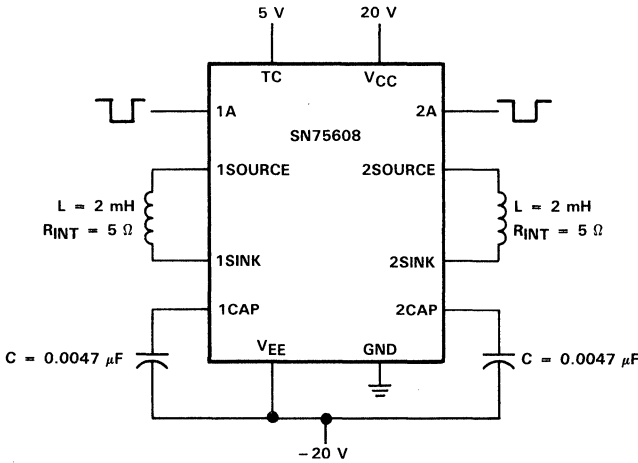 5 V
20 V
TC
VCC
1A
2A
SN75608
1SOURCE
2SOURCE
L = 2 mH
RINT = 5 Ω
L = 2 mH
RINT = 5 Ω
1SINK
2SINK
1CAP
2CAP
VEE
GND
C = 0.0047 μF
C = 0.0047 μF
−20 V